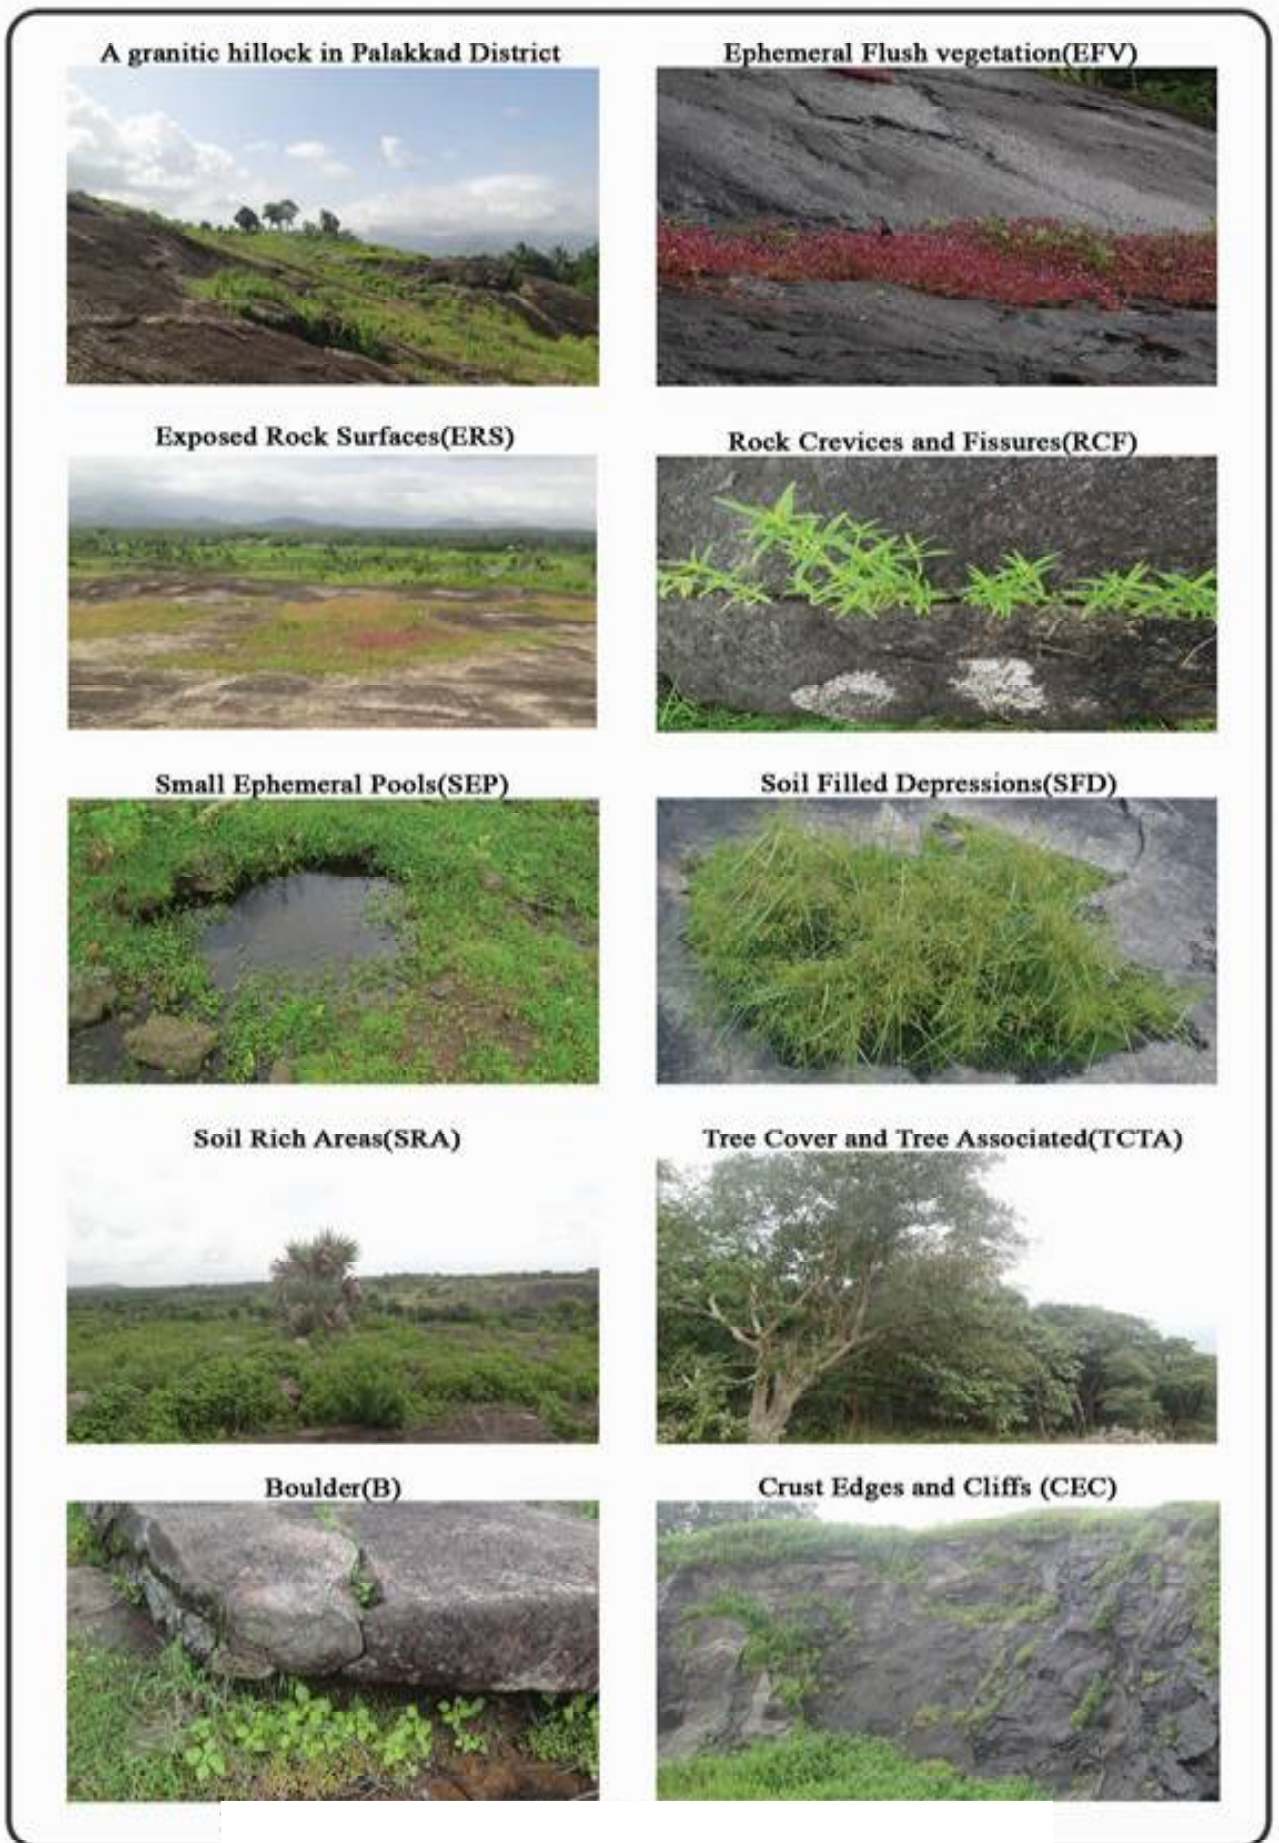 A granitic hillock in Palakkad District
Ephemeral Flush vegetation(EFV)
Exposed Rock Surfaces(ERS)
Rock Crevices and Fissures(RCF)
Small Ephemeral Pools(SEP)
Soil Filled Depressions(SFD)
Soil Rich Areas(SRA)
Tree Cover and Tree Associated(TCTA)
Boulder(B)
Crust Edges and Cliffs (CEC)